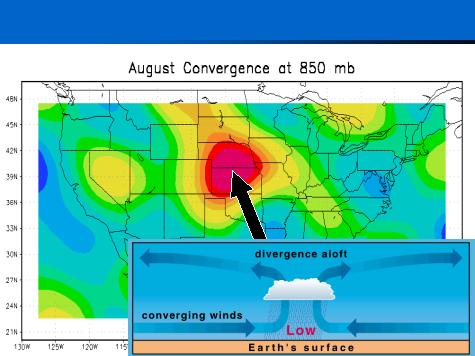 August Convergence at 850 mb
48N
45N
42N
39N
36N
33N
30N
27N
24N
21N
130W 125W 120W 115
divergence aloft
converging winds
Low
Earth's surface